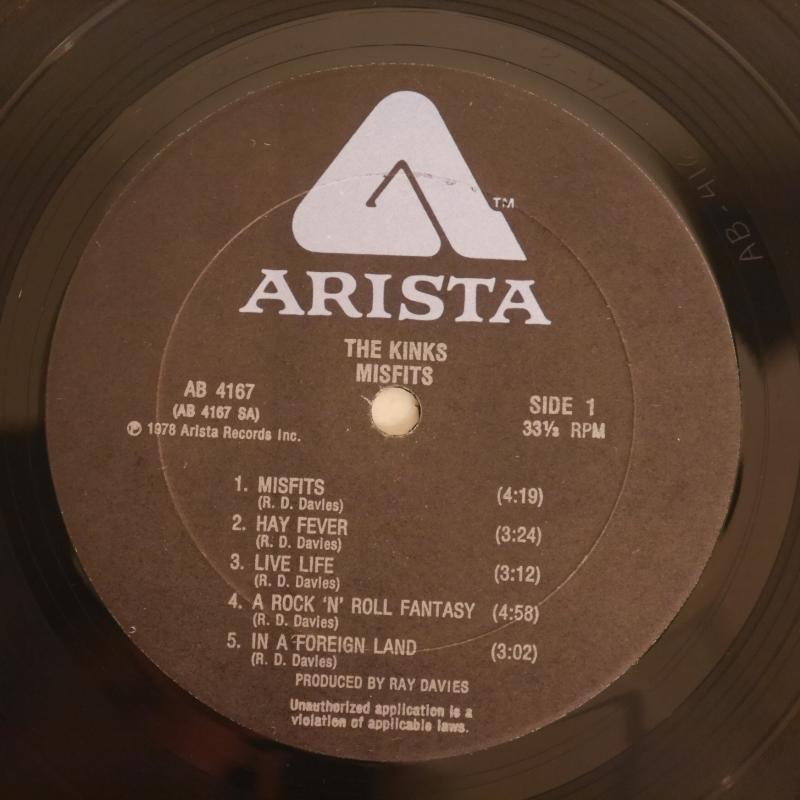 TM
ARISTA
THE KINKS
MISFITS
AB 4167
(AB 4167 SA)
℗ 1978 Arista Records Inc.
SIDE 1
33⅓ RPM
1. MISFITS (4:19)
(R. D. Davies)
2. HAY FEVER (3:24)
(R. D. Davies)
3. LIVE LIFE (3:12)
(R. D. Davies)
4. A ROCK 'N' ROLL FANTASY (4:58)
(R. D. Davies)
5. IN A FOREIGN LAND (3:02)
(R. D. Davies)
PRODUCED BY RAY DAVIES
Unauthorized application is a
violation of applicable laws.